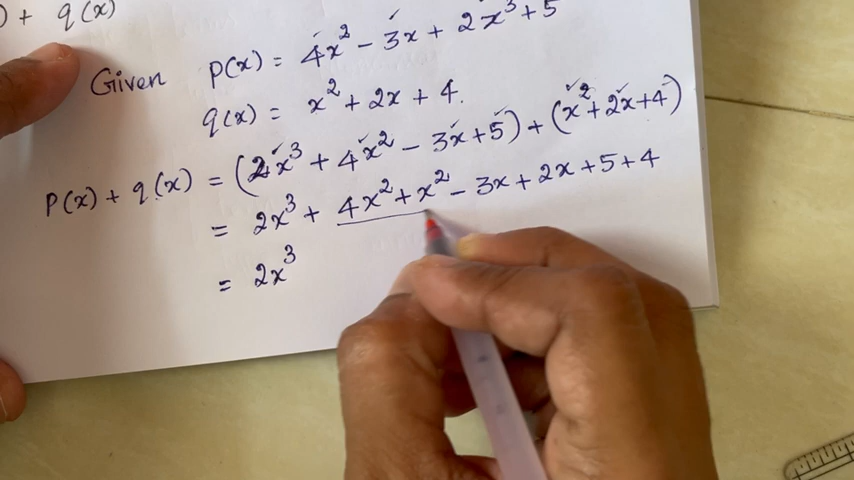 ) + q(x)
Given p(x) = 4x² - 3x + 2x³ + 5
q(x) = x² + 2x + 4.
p(x) + q(x) = (2x³ + 4x² - 3x + 5) + (x² + 2x + 4)
= 2x³ + 4x² + x² - 3x + 2x + 5 + 4
= 2x³